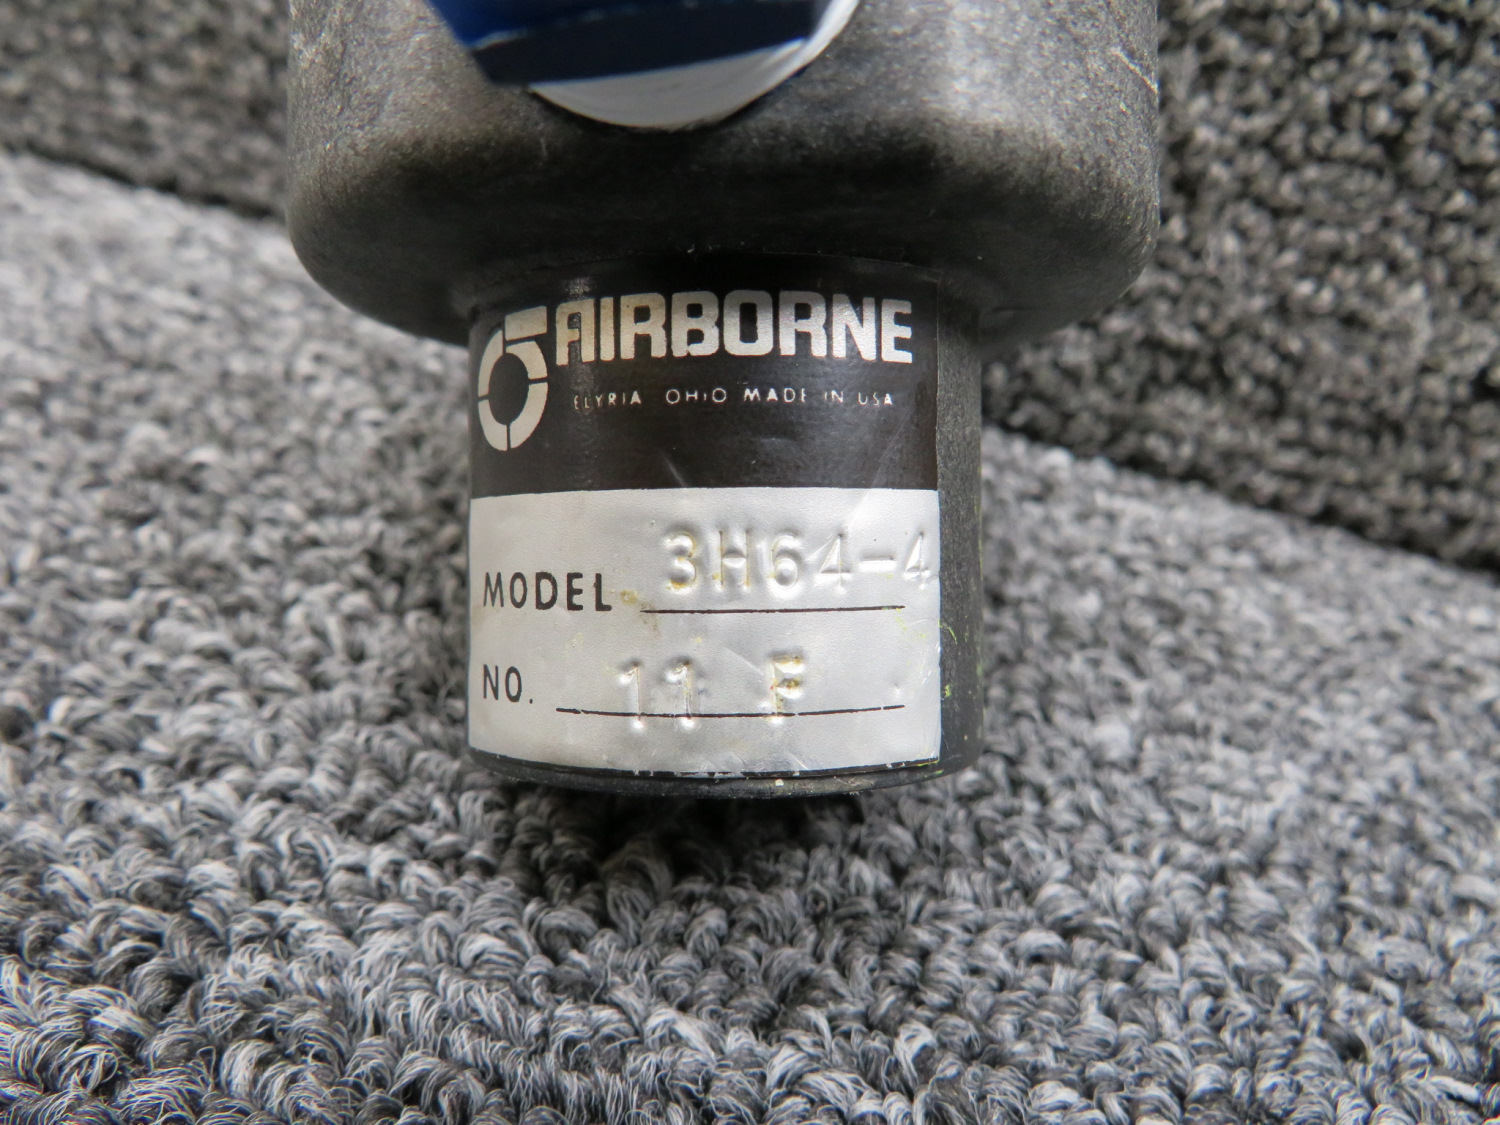 AIRBORNE
ELYRIA OHIO MADE IN USA
MODEL 3H64-4
NO. 11 F